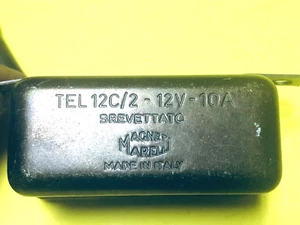 TEL 12C/2 - 12V - 10A
BREVETTATO
MAGNETI
MARELLI
MADE IN ITALY